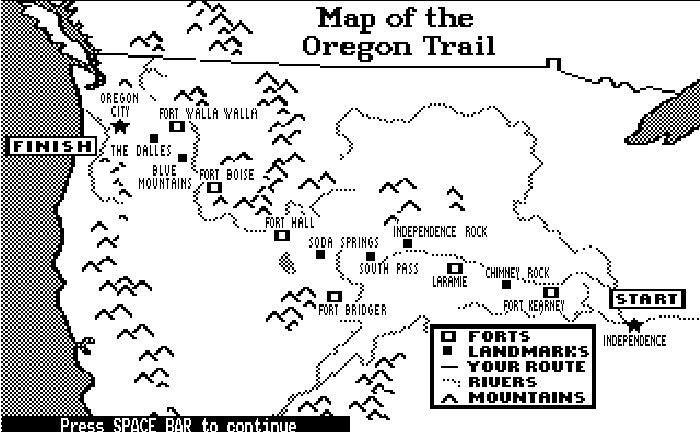 Map of the
Oregon Trail
OREGON
CITY
FORT WALLA WALLA
FINISH
THE DALLES
BLUE
MOUNTAINS
FORT BOISE
FORT HALL
SODA SPRINGS
INDEPENDENCE ROCK
SOUTH PASS
LARAMIE
CHIMNEY ROCK
FORT KEARNEY
FORT BRIDGER
START
INDEPENDENCE
FORTS
LANDMARKS
YOUR ROUTE
RIVERS
MOUNTAINS
Press SPACE BAR to continue